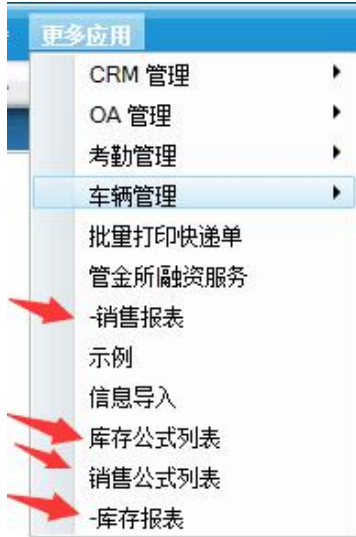 更多应用
CRM 管理
OA 管理
考勤管理
车辆管理
批量打印快递单
管金所融资服务
-销售报表
示例
信息导入
库存公式列表
销售公式列表
-库存报表